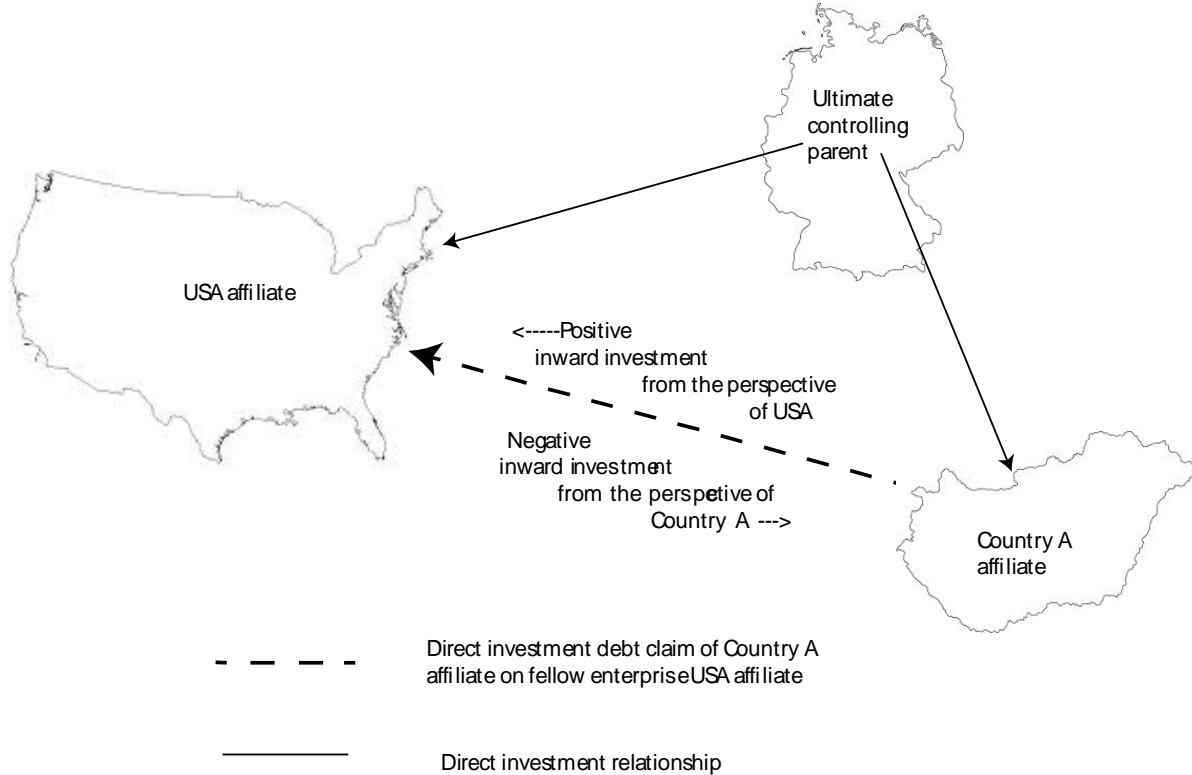 Ultimate
controlling
parent
USA affiliate
<-----Positive
inward investment
from the perspective
of USA
Negative
inward investment
from the perspective of
Country A --->
Country A
affiliate
Direct investment debt claim of Country A
affiliate on fellow enterprise USA affiliate
Direct investment relationship